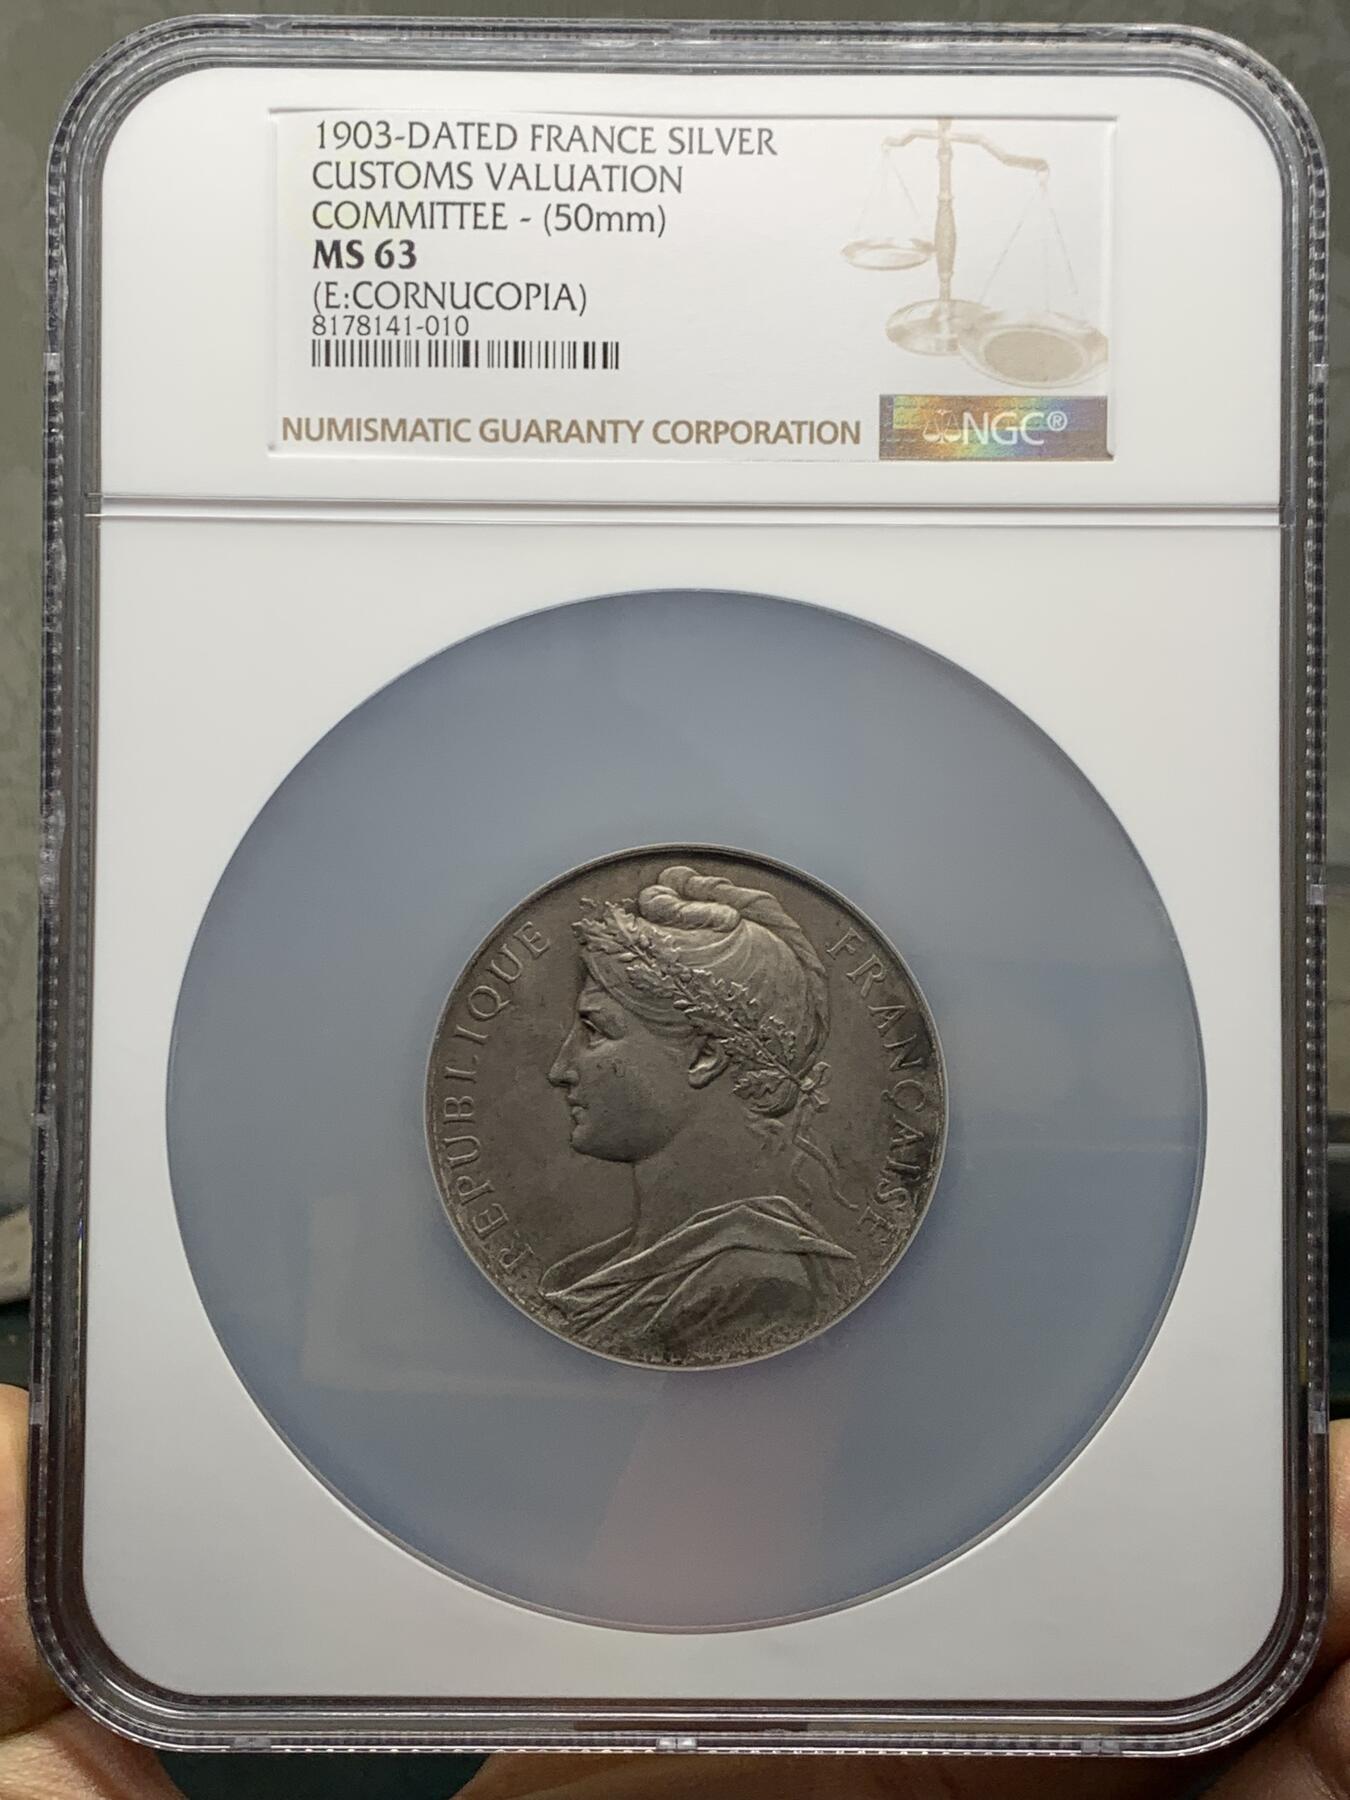 1903-DATED FRANCE SILVER
CUSTOMS VALUATION
COMMITTEE - (50mm)
MS 63
(E:CORNUCOPIA)
8178141-010
NUMISMATIC GUARANTY CORPORATION
NGC®
REPUBLIQUE FRANÇAISE